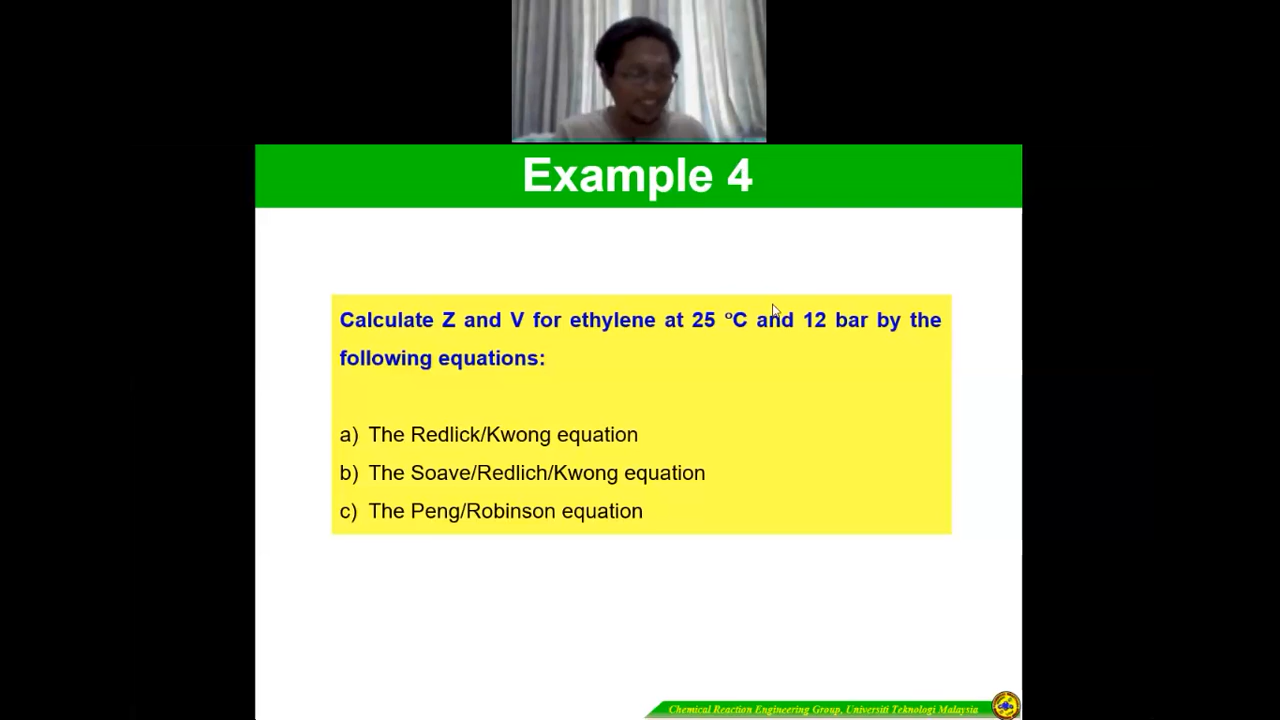 Example 4
Calculate Z and V for ethylene at 25 °C and 12 bar by the
following equations:
a) The Redlick/Kwong equation
b) The Soave/Redlich/Kwong equation
c) The Peng/Robinson equation
Chemical Reaction Engineering Group, Universiti Teknologi Malaysia